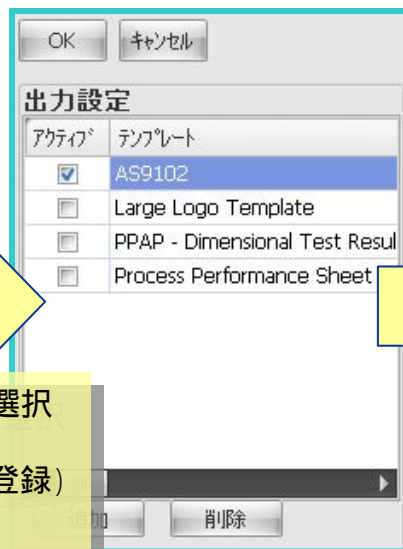 OK キャンセル
出力設定
アクティブ テンプレート
AS9102
Large Logo Template
PPAP - Dimensional Test Resul
Process Performance Sheet
選択
登録)
追加 削除